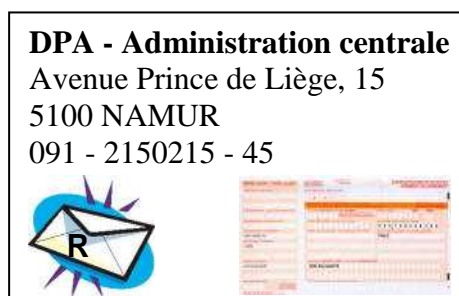 DPA - Administration centrale
Avenue Prince de Liège, 15
5100 NAMUR
091 - 2150215 - 45
R